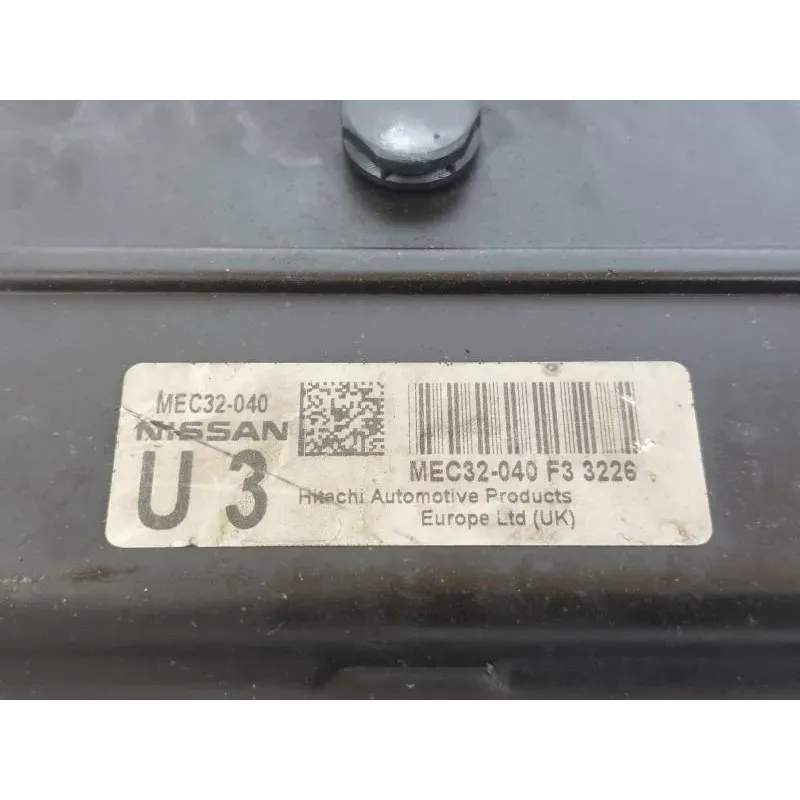 MEC32-040
NISSAN
U 3
MEC32-040 F3 3226
Hitachi Automotive Products
Europe Ltd (UK)